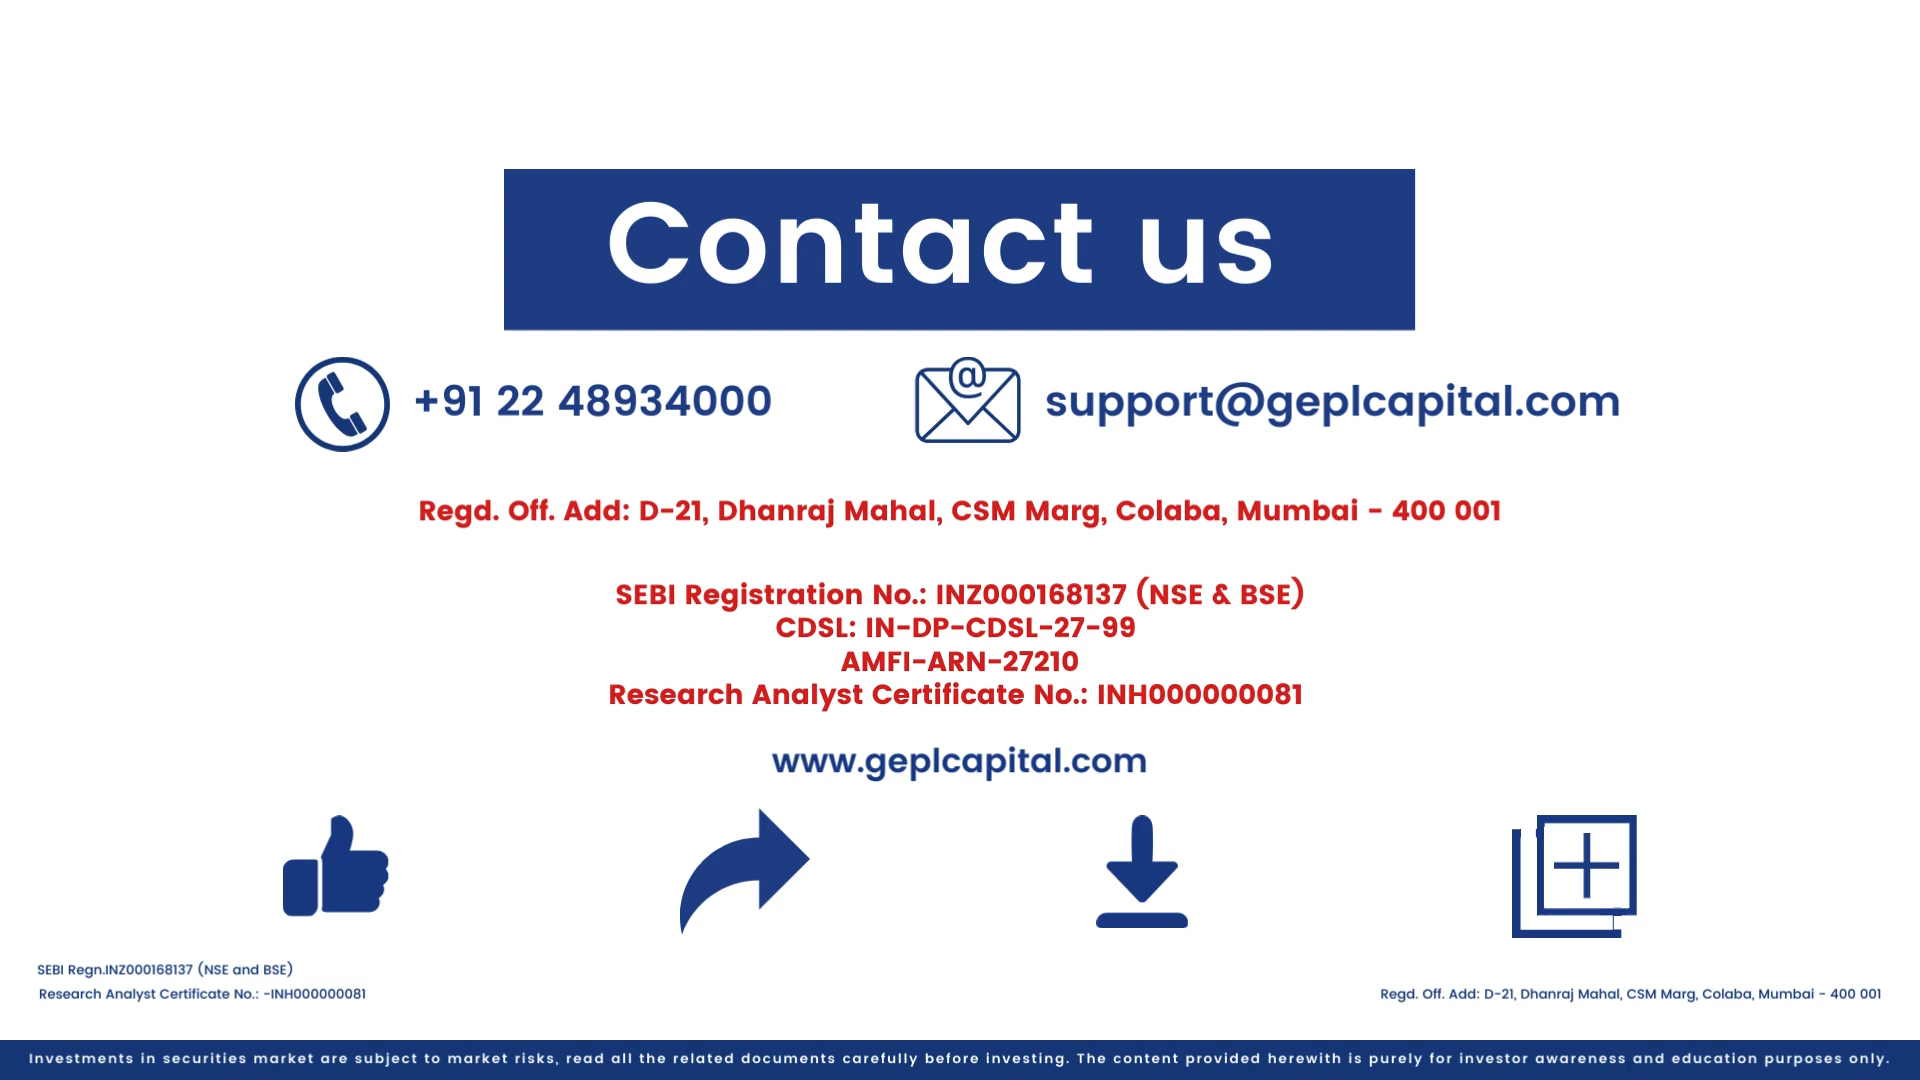 Contact us
+91 22 48934000
support@geplcapital.com
Regd. Off. Add: D-21, Dhanraj Mahal, CSM Marg, Colaba, Mumbai - 400 001
SEBI Registration No.: INZ000168137 (NSE & BSE)
CDSL: IN-DP-CDSL-27-99
AMFI-ARN-27210
Research Analyst Certificate No.: INH000000081
www.geplcapital.com
SEBI Regn.INZ000168137 (NSE and BSE)
Research Analyst Certificate No.: -INH000000081
Regd. Off. Add: D-21, Dhanraj Mahal, CSM Marg, Colaba, Mumbai - 400 001
Investments in securities market are subject to market risks, read all the related documents carefully before investing. The content provided herewith is purely for investor awareness and education purposes only.